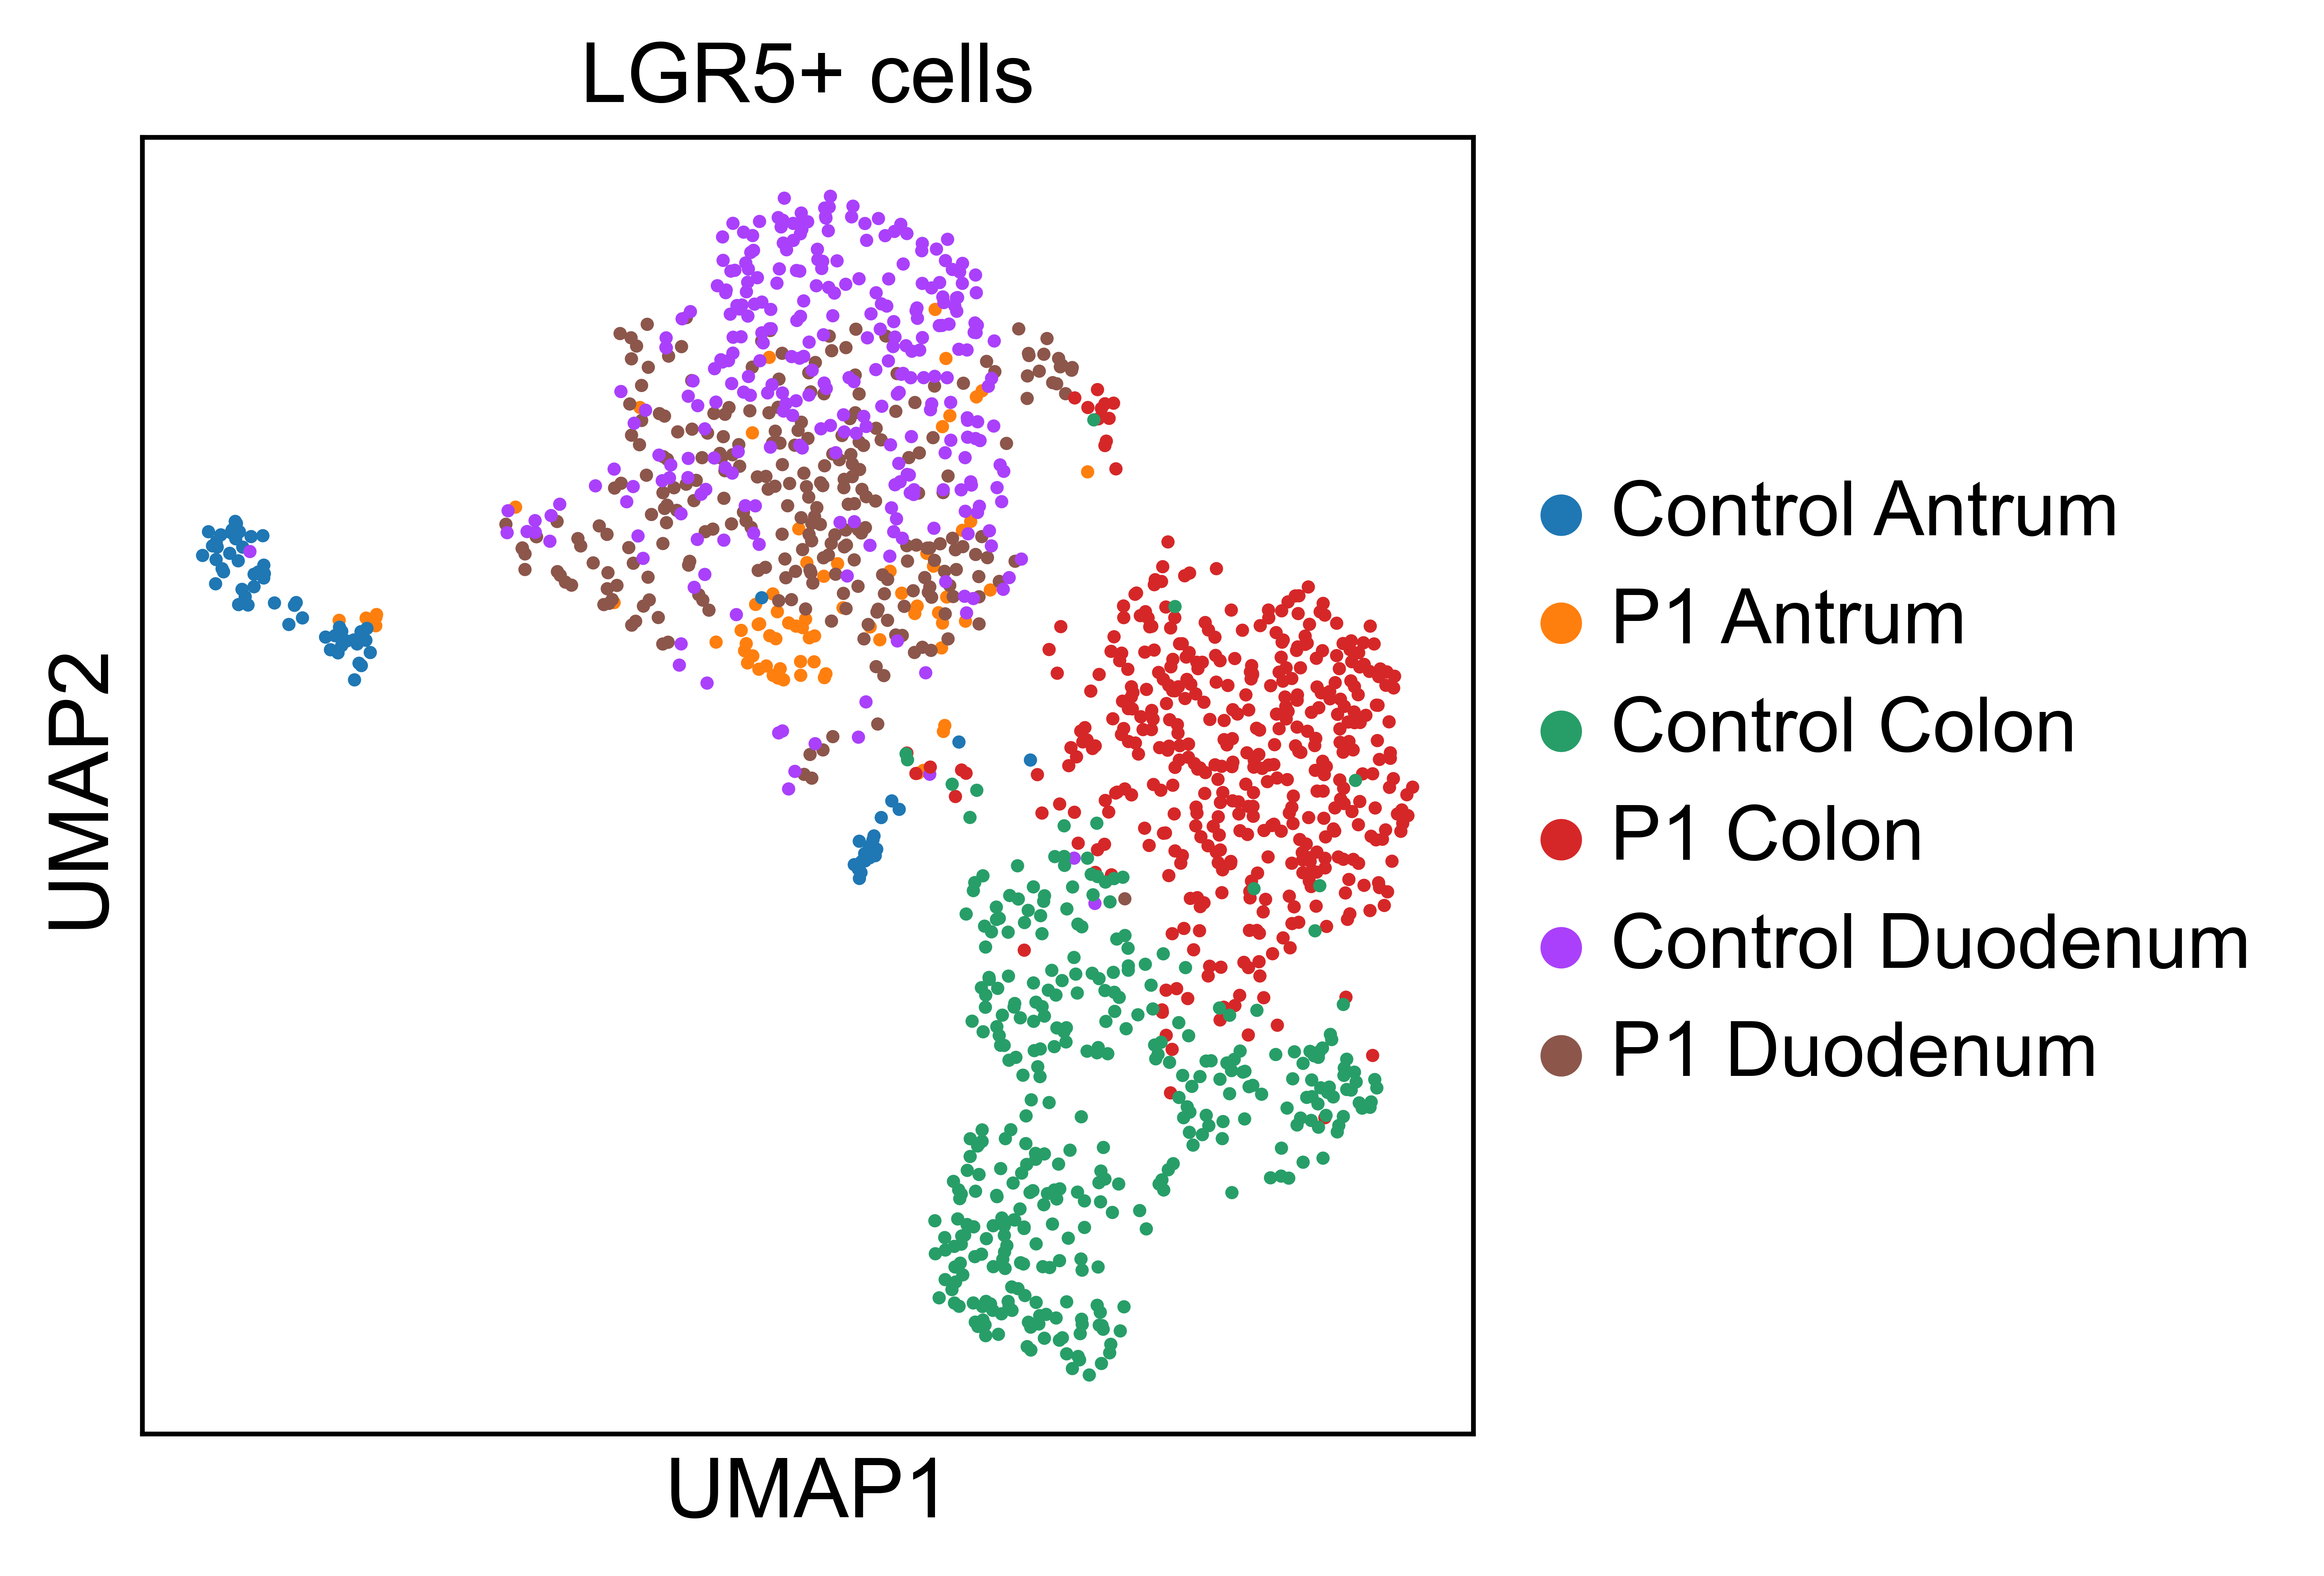 LGR5+ cells
UMAP2
UMAP1
Control Antrum
P1 Antrum
Control Colon
P1 Colon
Control Duodenum
P1 Duodenum